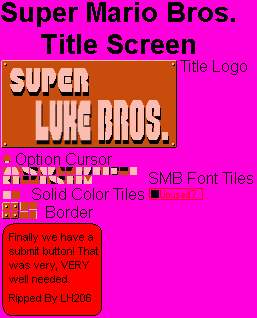 Super Mario Bros.
Title Screen
Title Logo
SUPER
LUKE BROS.
Option Cursor
SMB Font Tiles
Solid Color Tiles
Unused?
Border
Finally we have a
submit button! That
was very, VERY
well needed.
Ripped By LH206